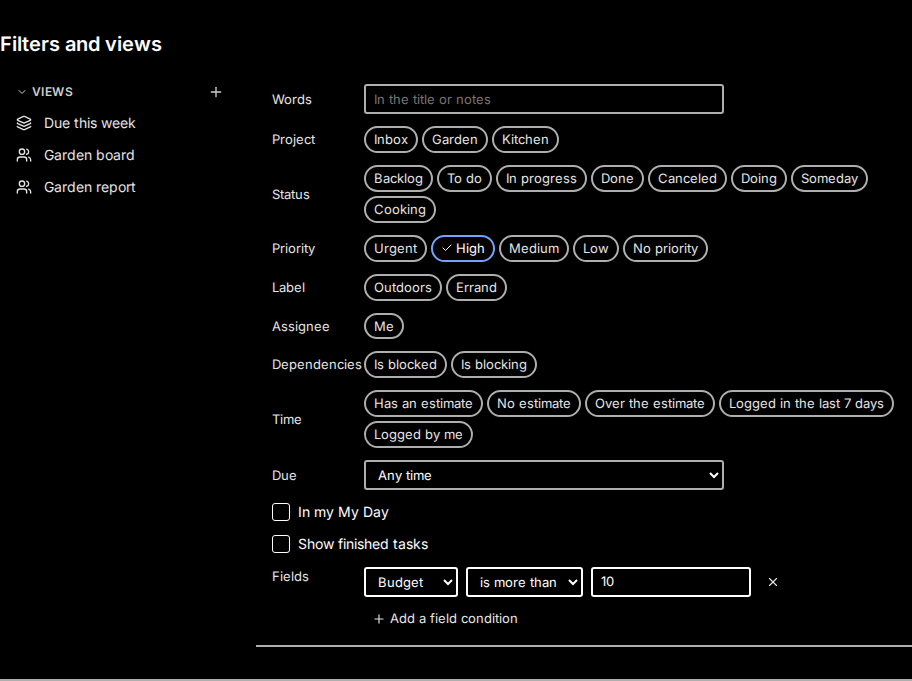 Filters and views
VIEWS
Due this week
Garden board
Garden report
Words In the title or notes
Project Inbox Garden Kitchen
Status Backlog To do In progress Done Canceled Doing Someday
Cooking
Priority Urgent High Medium Low No priority
Label Outdoors Errand
Assignee Me
Dependencies Is blocked Is blocking
Time Has an estimate No estimate Over the estimate Logged in the last 7 days
Logged by me
Due Any time
In my My Day
Show finished tasks
Fields Budget is more than 10
Add a field condition